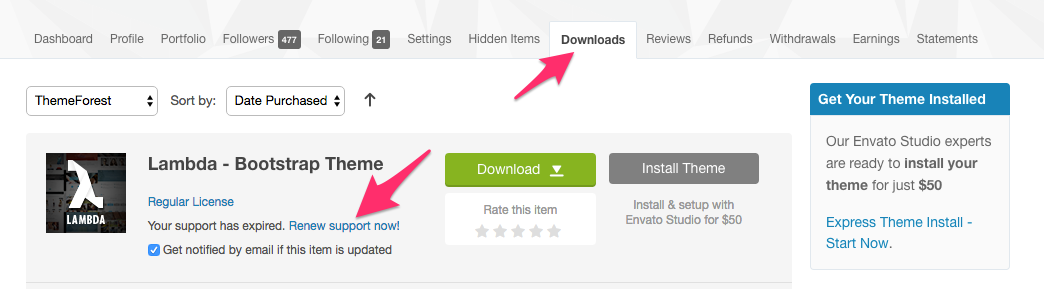 Dashboard Profile Portfolio Followers 477 Following 21 Settings Hidden Items Downloads Reviews Refunds Withdrawals Earnings Statements
ThemeForest Sort by: Date Purchased
Get Your Theme Installed
Our Envato Studio experts
are ready to install your
theme for just $50
Express Theme Install -
Start Now.
LAMBDA
Lambda - Bootstrap Theme
Regular License
Your support has expired. Renew support now!
Get notified by email if this item is updated
Download
Rate this item
Install Theme
Install & setup with
Envato Studio for $50